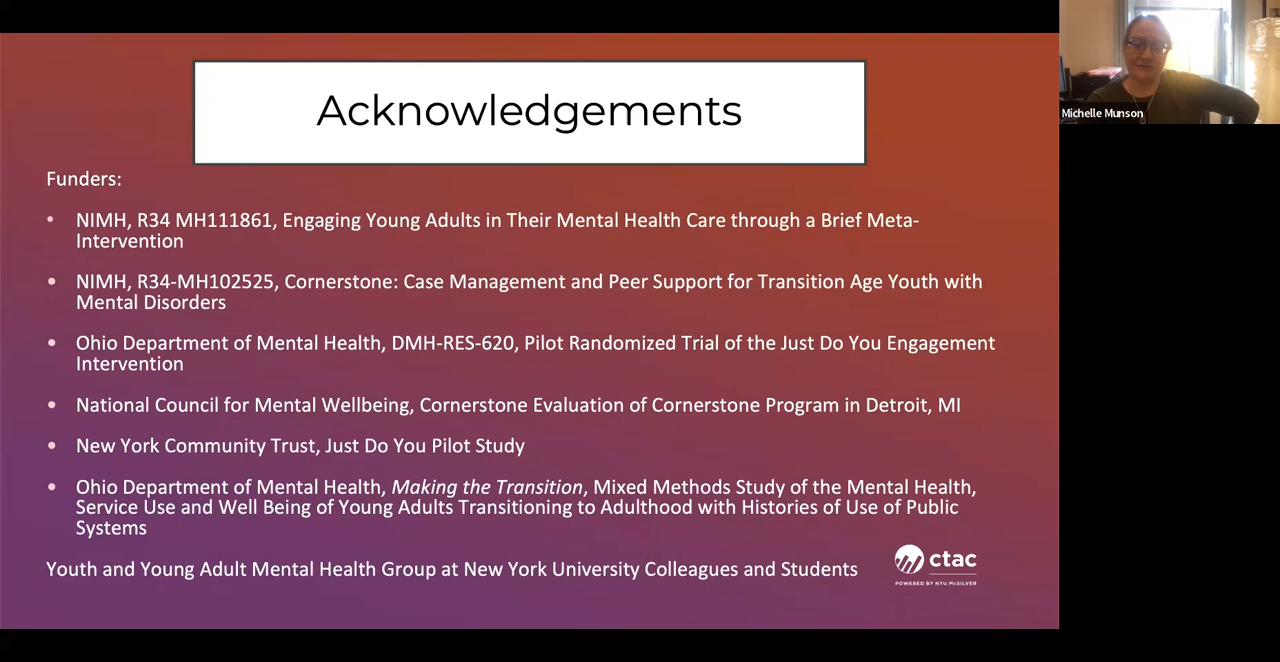 Acknowledgements
Michelle Munson
Funders:
• NIMH, R34 MH111861, Engaging Young Adults in Their Mental Health Care through a Brief Meta-
Intervention
• NIMH, R34-MH102525, Cornerstone: Case Management and Peer Support for Transition Age Youth with
Mental Disorders
• Ohio Department of Mental Health, DMH-RES-620, Pilot Randomized Trial of the Just Do You Engagement
Intervention
• National Council for Mental Wellbeing, Cornerstone Evaluation of Cornerstone Program in Detroit, MI
• New York Community Trust, Just Do You Pilot Study
• Ohio Department of Mental Health, Making the Transition, Mixed Methods Study of the Mental Health,
Service Use and Well Being of Young Adults Transitioning to Adulthood with Histories of Use of Public
Systems
Youth and Young Adult Mental Health Group at New York University Colleagues and Students
ctac
POWERED BY NYU McSILVER